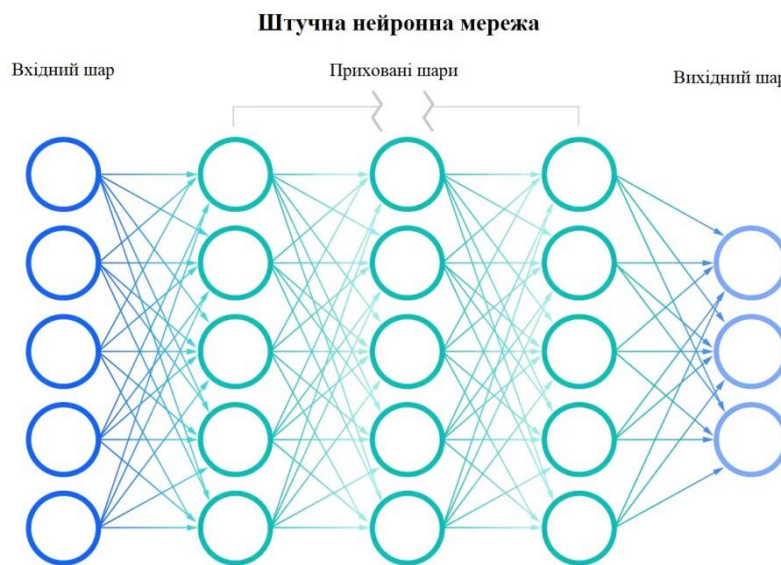 Штучна нейронна мережа
Вхідний шар
Приховані шари
Вихідний шар